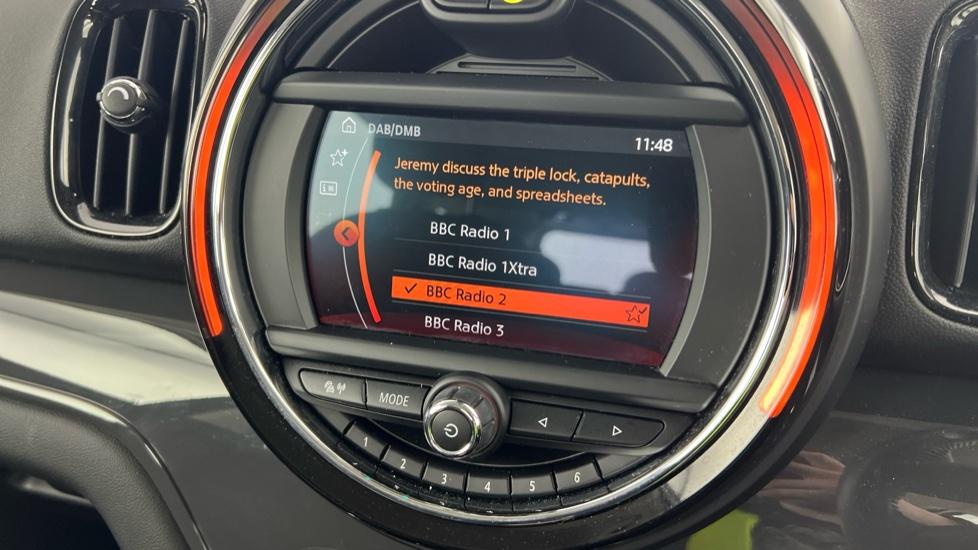 DAB/DMB
11:48
Jeremy discuss the triple lock, catapults,
the voting age, and spreadsheets.
BBC Radio 1
BBC Radio 1Xtra
BBC Radio 2
BBC Radio 3
MODE
1 2 3 4 5 6